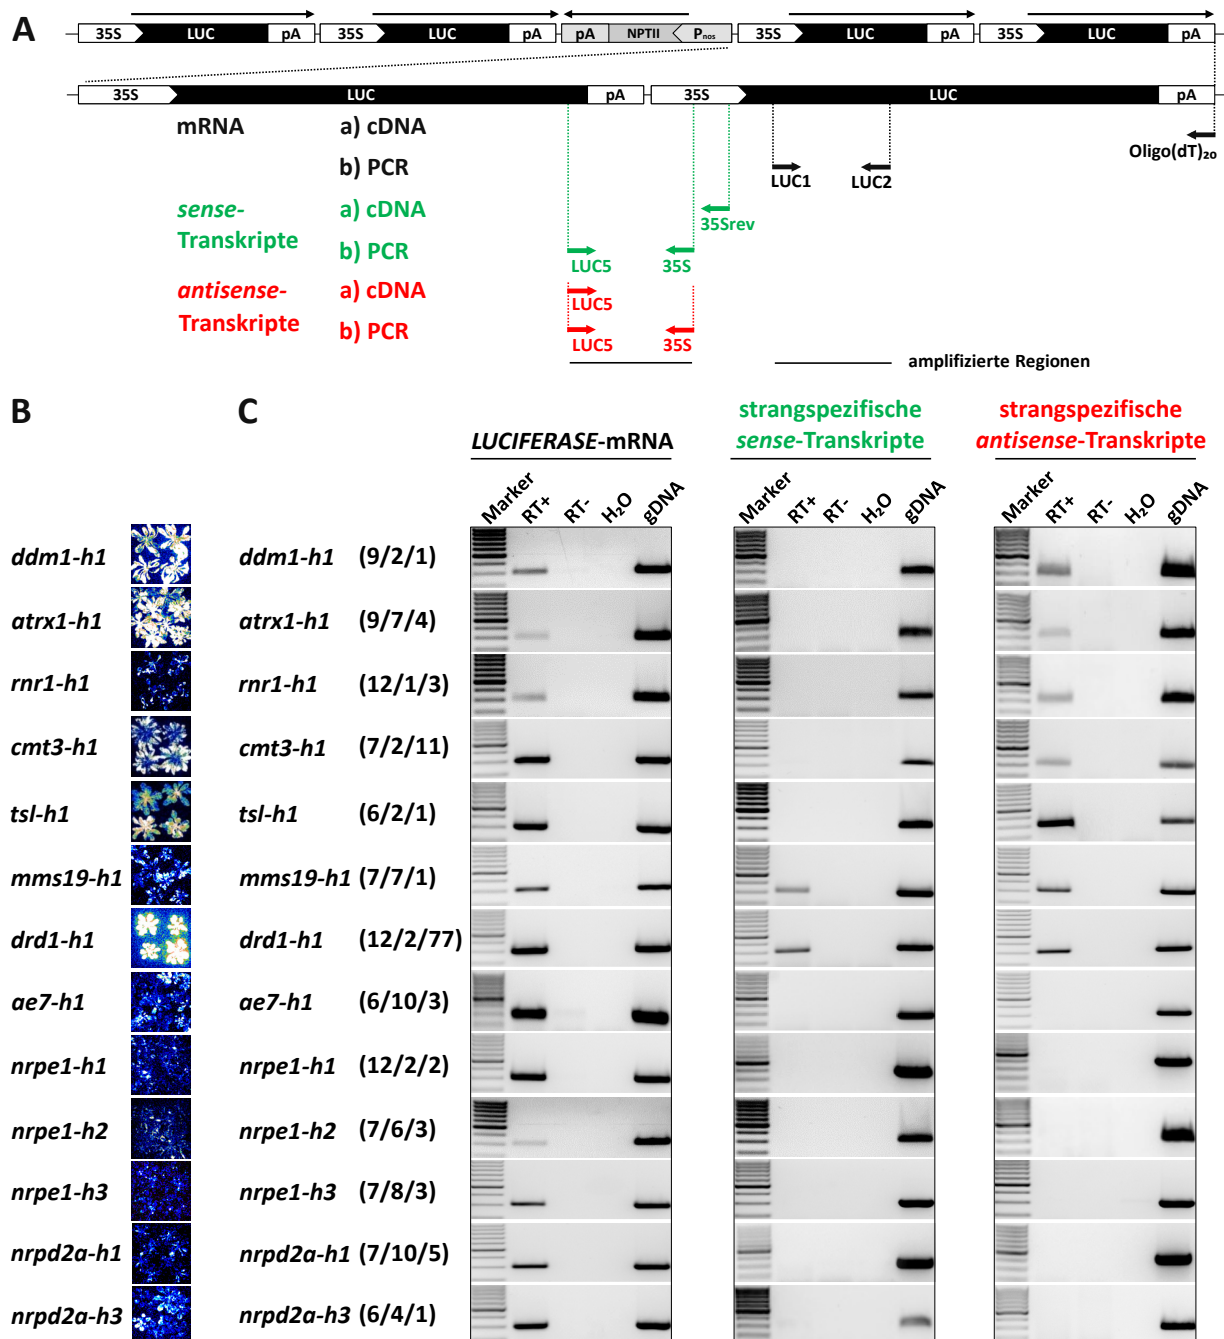 A
35S LUC pA 35S LUC pA pA NPTII Pnos 35S LUC pA 35S LUC pA
35S LUC pA 35S LUC pA
mRNA a) cDNA
Oligo(dT)₂₀
b) PCR
LUC1 LUC2
sense- a) cDNA
35Srev
Transkripte b) PCR
LUC5 35S
antisense- a) cDNA
LUC5
Transkripte b) PCR
LUC5 35S
amplifizierte Regionen
B C
LUCIFERASE-mRNA
strangspezifische
sense-Transkripte
strangspezifische
antisense-Transkripte
Marker RT+ RT- H₂O gDNA Marker RT+ RT- H₂O gDNA Marker RT+ RT- H₂O gDNA
ddm1-h1 ddm1-h1 (9/2/1)
atrx1-h1 atrx1-h1 (9/7/4)
rnr1-h1 rnr1-h1 (12/1/3)
cmt3-h1 cmt3-h1 (7/2/11)
tsl-h1 tsl-h1 (6/2/1)
mms19-h1 mms19-h1 (7/7/1)
drd1-h1 drd1-h1 (12/2/77)
ae7-h1 ae7-h1 (6/10/3)
nrpe1-h1 nrpe1-h1 (12/2/2)
nrpe1-h2 nrpe1-h2 (7/6/3)
nrpe1-h3 nrpe1-h3 (7/8/3)
nrpd2a-h1 nrpd2a-h1 (7/10/5)
nrpd2a-h3 nrpd2a-h3 (6/4/1)